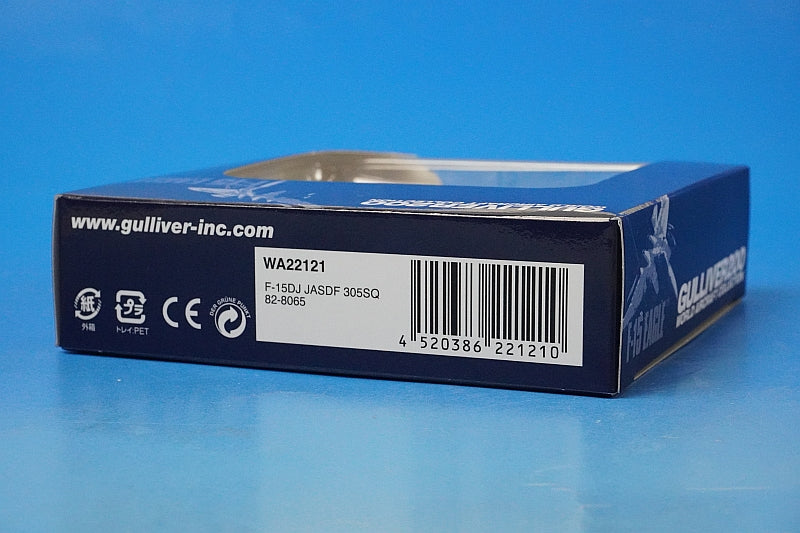 www.gulliver-inc.com
WA22121
F-15DJ JASDF 305SQ
82-8065
紙
外箱
プラ
トレイ:PET
CE
DER GRÜNE PUNKT
4 520386 221210
GULLIVER200
F-15 EAGLE
GULLIVER200